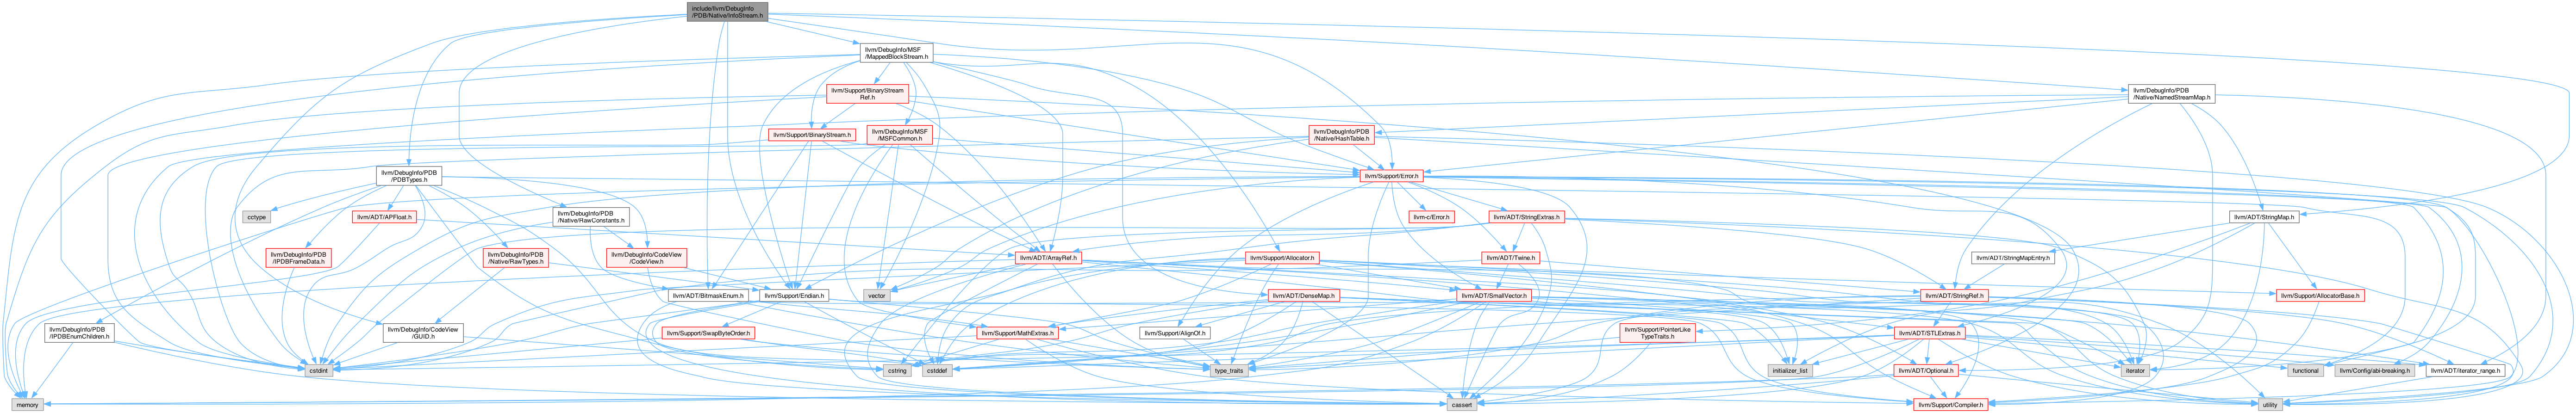 include/llvm/DebugInfo
/PDB/Native/InfoStream.h
llvm/DebugInfo/MSF
/MappedBlockStream.h
llvm/Support/BinaryStream
Ref.h
llvm/DebugInfo/PDB
/Native/NamedStreamMap.h
llvm/Support/BinaryStream.h
llvm/DebugInfo/MSF
/MSFCommon.h
llvm/DebugInfo/PDB
/Native/HashTable.h
llvm/DebugInfo/PDB
/PDBTypes.h
llvm/Support/Error.h
cctype
llvm/ADT/APFloat.h
llvm/DebugInfo/PDB
/Native/RawConstants.h
llvm-c/Error.h
llvm/ADT/StringExtras.h
llvm/ADT/StringMap.h
llvm/DebugInfo/PDB
/IPDBFrameData.h
llvm/DebugInfo/PDB
/Native/RawTypes.h
llvm/DebugInfo/CodeView
/CodeView.h
llvm/ADT/ArrayRef.h
llvm/Support/Allocator.h
llvm/ADT/Twine.h
llvm/ADT/StringMapEntry.h
vector
llvm/ADT/BitmaskEnum.h
llvm/Support/Endian.h
llvm/ADT/DenseMap.h
llvm/ADT/SmallVector.h
llvm/ADT/StringRef.h
llvm/Support/AllocatorBase.h
llvm/DebugInfo/PDB
/IPDBEnumChildren.h
llvm/DebugInfo/CodeView
/GUID.h
llvm/Support/SwapByteOrder.h
llvm/Support/MathExtras.h
llvm/Support/AlignOf.h
llvm/Support/PointerLike
TypeTraits.h
llvm/ADT/STLExtras.h
cstdint
cstring
cstddef
type_traits
initializer_list
llvm/ADT/Optional.h
iterator
functional
llvm/Config/abi-breaking.h
llvm/ADT/iterator_range.h
memory
cassert
llvm/Support/Compiler.h
utility